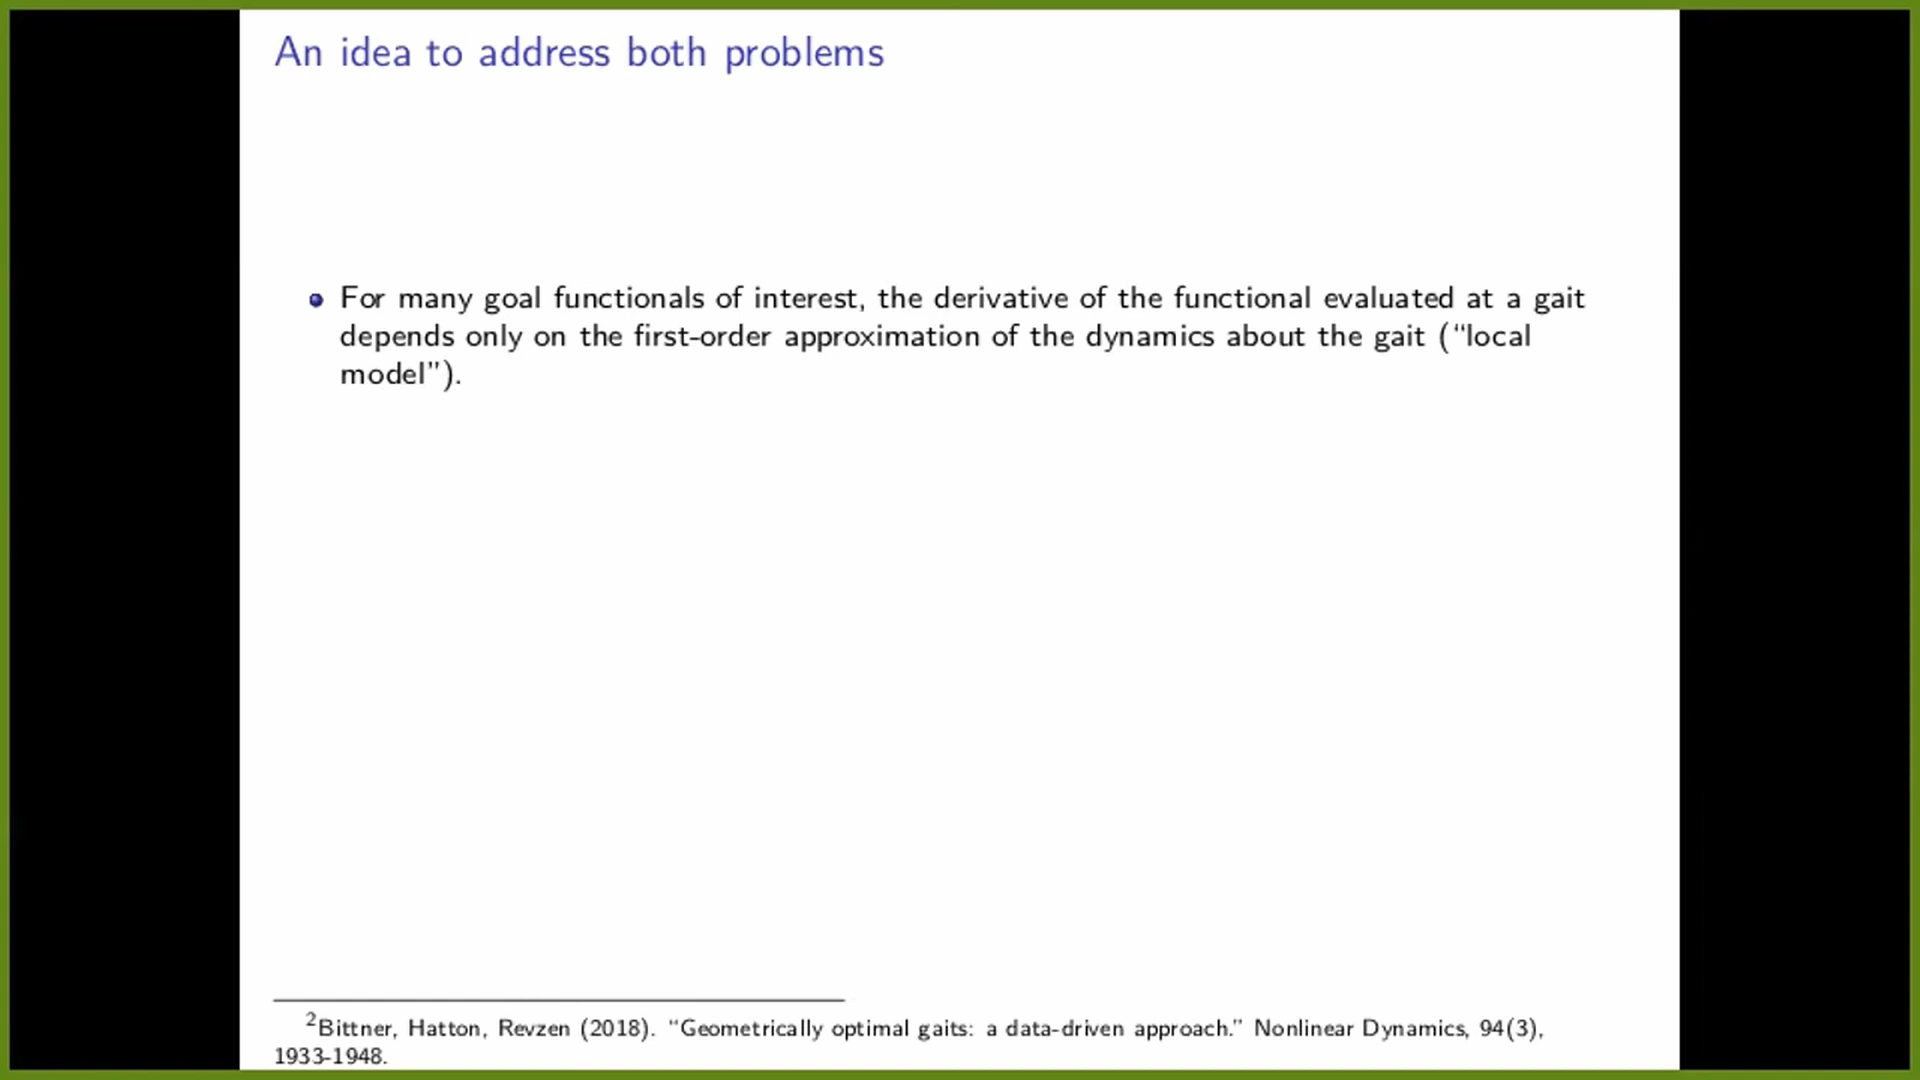 An idea to address both problems
For many goal functionals of interest, the derivative of the functional evaluated at a gait
depends only on the first-order approximation of the dynamics about the gait (“local
model”).
2Bittner, Hatton, Revzen (2018). “Geometrically optimal gaits: a data-driven approach.” Nonlinear Dynamics, 94(3),
1933-1948.